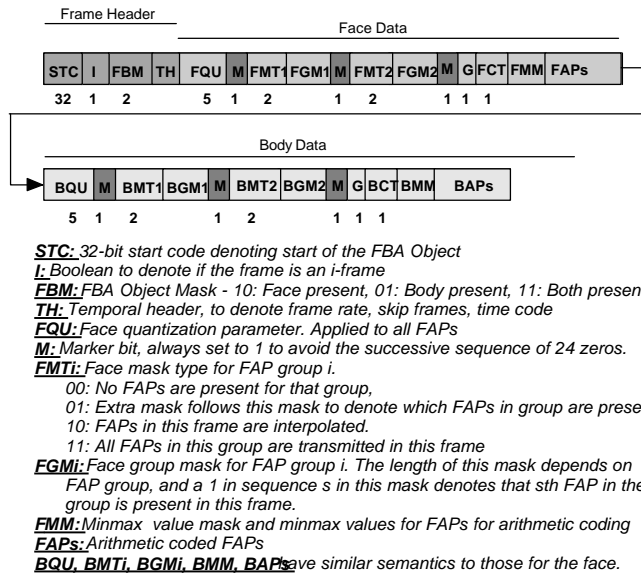 Frame Header
Face Data
STC I FBM TH FQU M FMT1 FGM1 M FMT2 FGM2 M G FCT FMM FAPs
32 1 2 5 1 2 1 2 1 1 1
Body Data
BQU M BMT1 BGM1 M BMT2 BGM2 M G BCT BMM BAPs
5 1 2 1 2 1 1 1
STC: 32-bit start code denoting start of the FBA Object
I: Boolean to denote if the frame is an i-frame
FBM: FBA Object Mask - 10: Face present, 01: Body present, 11: Both presen
TH: Temporal header, to denote frame rate, skip frames, time code
FQU: Face quantization parameter. Applied to all FAPs
M: Marker bit, always set to 1 to avoid the successive sequence of 24 zeros.
FMTi: Face mask type for FAP group i.
00: No FAPs are present for that group,
01: Extra mask follows this mask to denote which FAPs in group are prese
10: FAPs in this frame are interpolated.
11: All FAPs in this group are transmitted in this frame
FGMi: Face group mask for FAP group i. The length of this mask depends on
FAP group, and a 1 in sequence s in this mask denotes that sth FAP in the
group is present in this frame.
FMM: Minmax value mask and minmax values for FAPs for arithmetic coding
FAPs: Arithmetic coded FAPs
BQU, BMTi, BGMi, BMM, BAPs have similar semantics to those for the face.